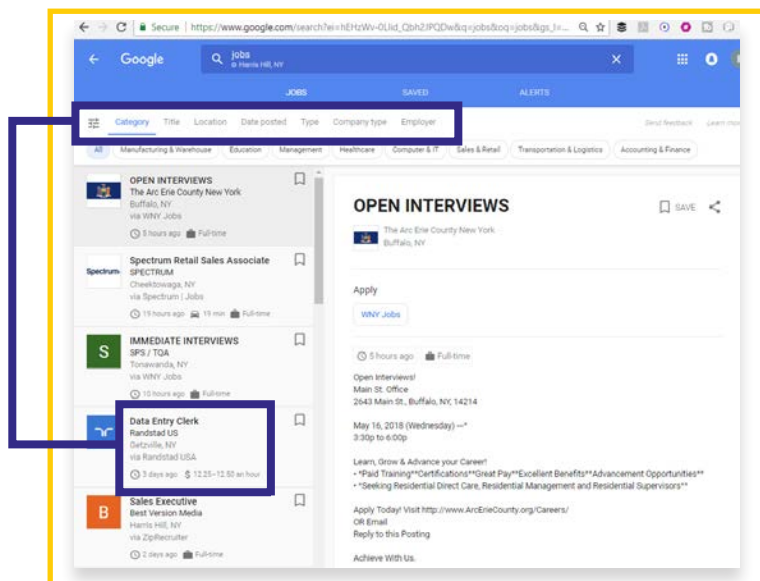 Secure https://www.google.com/search?
Google
jobs
Harris Hill, NY
JOBS SAVED ALERTS
Category Title Location Date posted Type Company type Employer
Send feedback
All Manufacturing & Warehouse Education Management Healthcare Computer & IT Sales & Retail Transportation & Logistics Accounting & Finance
OPEN INTERVIEWS
The Arc Erie County New York
Buffalo, NY
via WNY Jobs
5 hours ago Full-time
Spectrum
Spectrum Retail Sales Associate
SPECTRUM
Cheektowaga, NY
via Spectrum | Jobs
19 hours ago 19 min Full-time
S
IMMEDIATE INTERVIEWS
SPS / TQA
Tonawanda, NY
via WNY Jobs
10 hours ago Full-time
Data Entry Clerk
Randstad US
Getzville, NY
via Randstad USA
3 days ago $ 12.25–12.50 an hour
B
Sales Executive
Best Version Media
Harris Hill, NY
via ZipRecruiter
2 days ago Full-time
OPEN INTERVIEWS
SAVE
The Arc Erie County New York
Buffalo, NY
Apply
WNY Jobs
5 hours ago Full-time
Open Interviews!
Main St. Office
2643 Main St., Buffalo, NY, 14214
May 16, 2018 (Wednesday) —*
3:30p to 6:00p
Learn, Grow & Advance your Career!
• *Paid Training**Certifications**Great Pay**Excellent Benefits**Advancement Opportunities**
• *Seeking Residential Direct Care, Residential Management and Residential Supervisors**
Apply Today! Visit http://www.ArcErieCounty.org/Careers/
OR Email
Reply to this Posting
Achieve With Us.